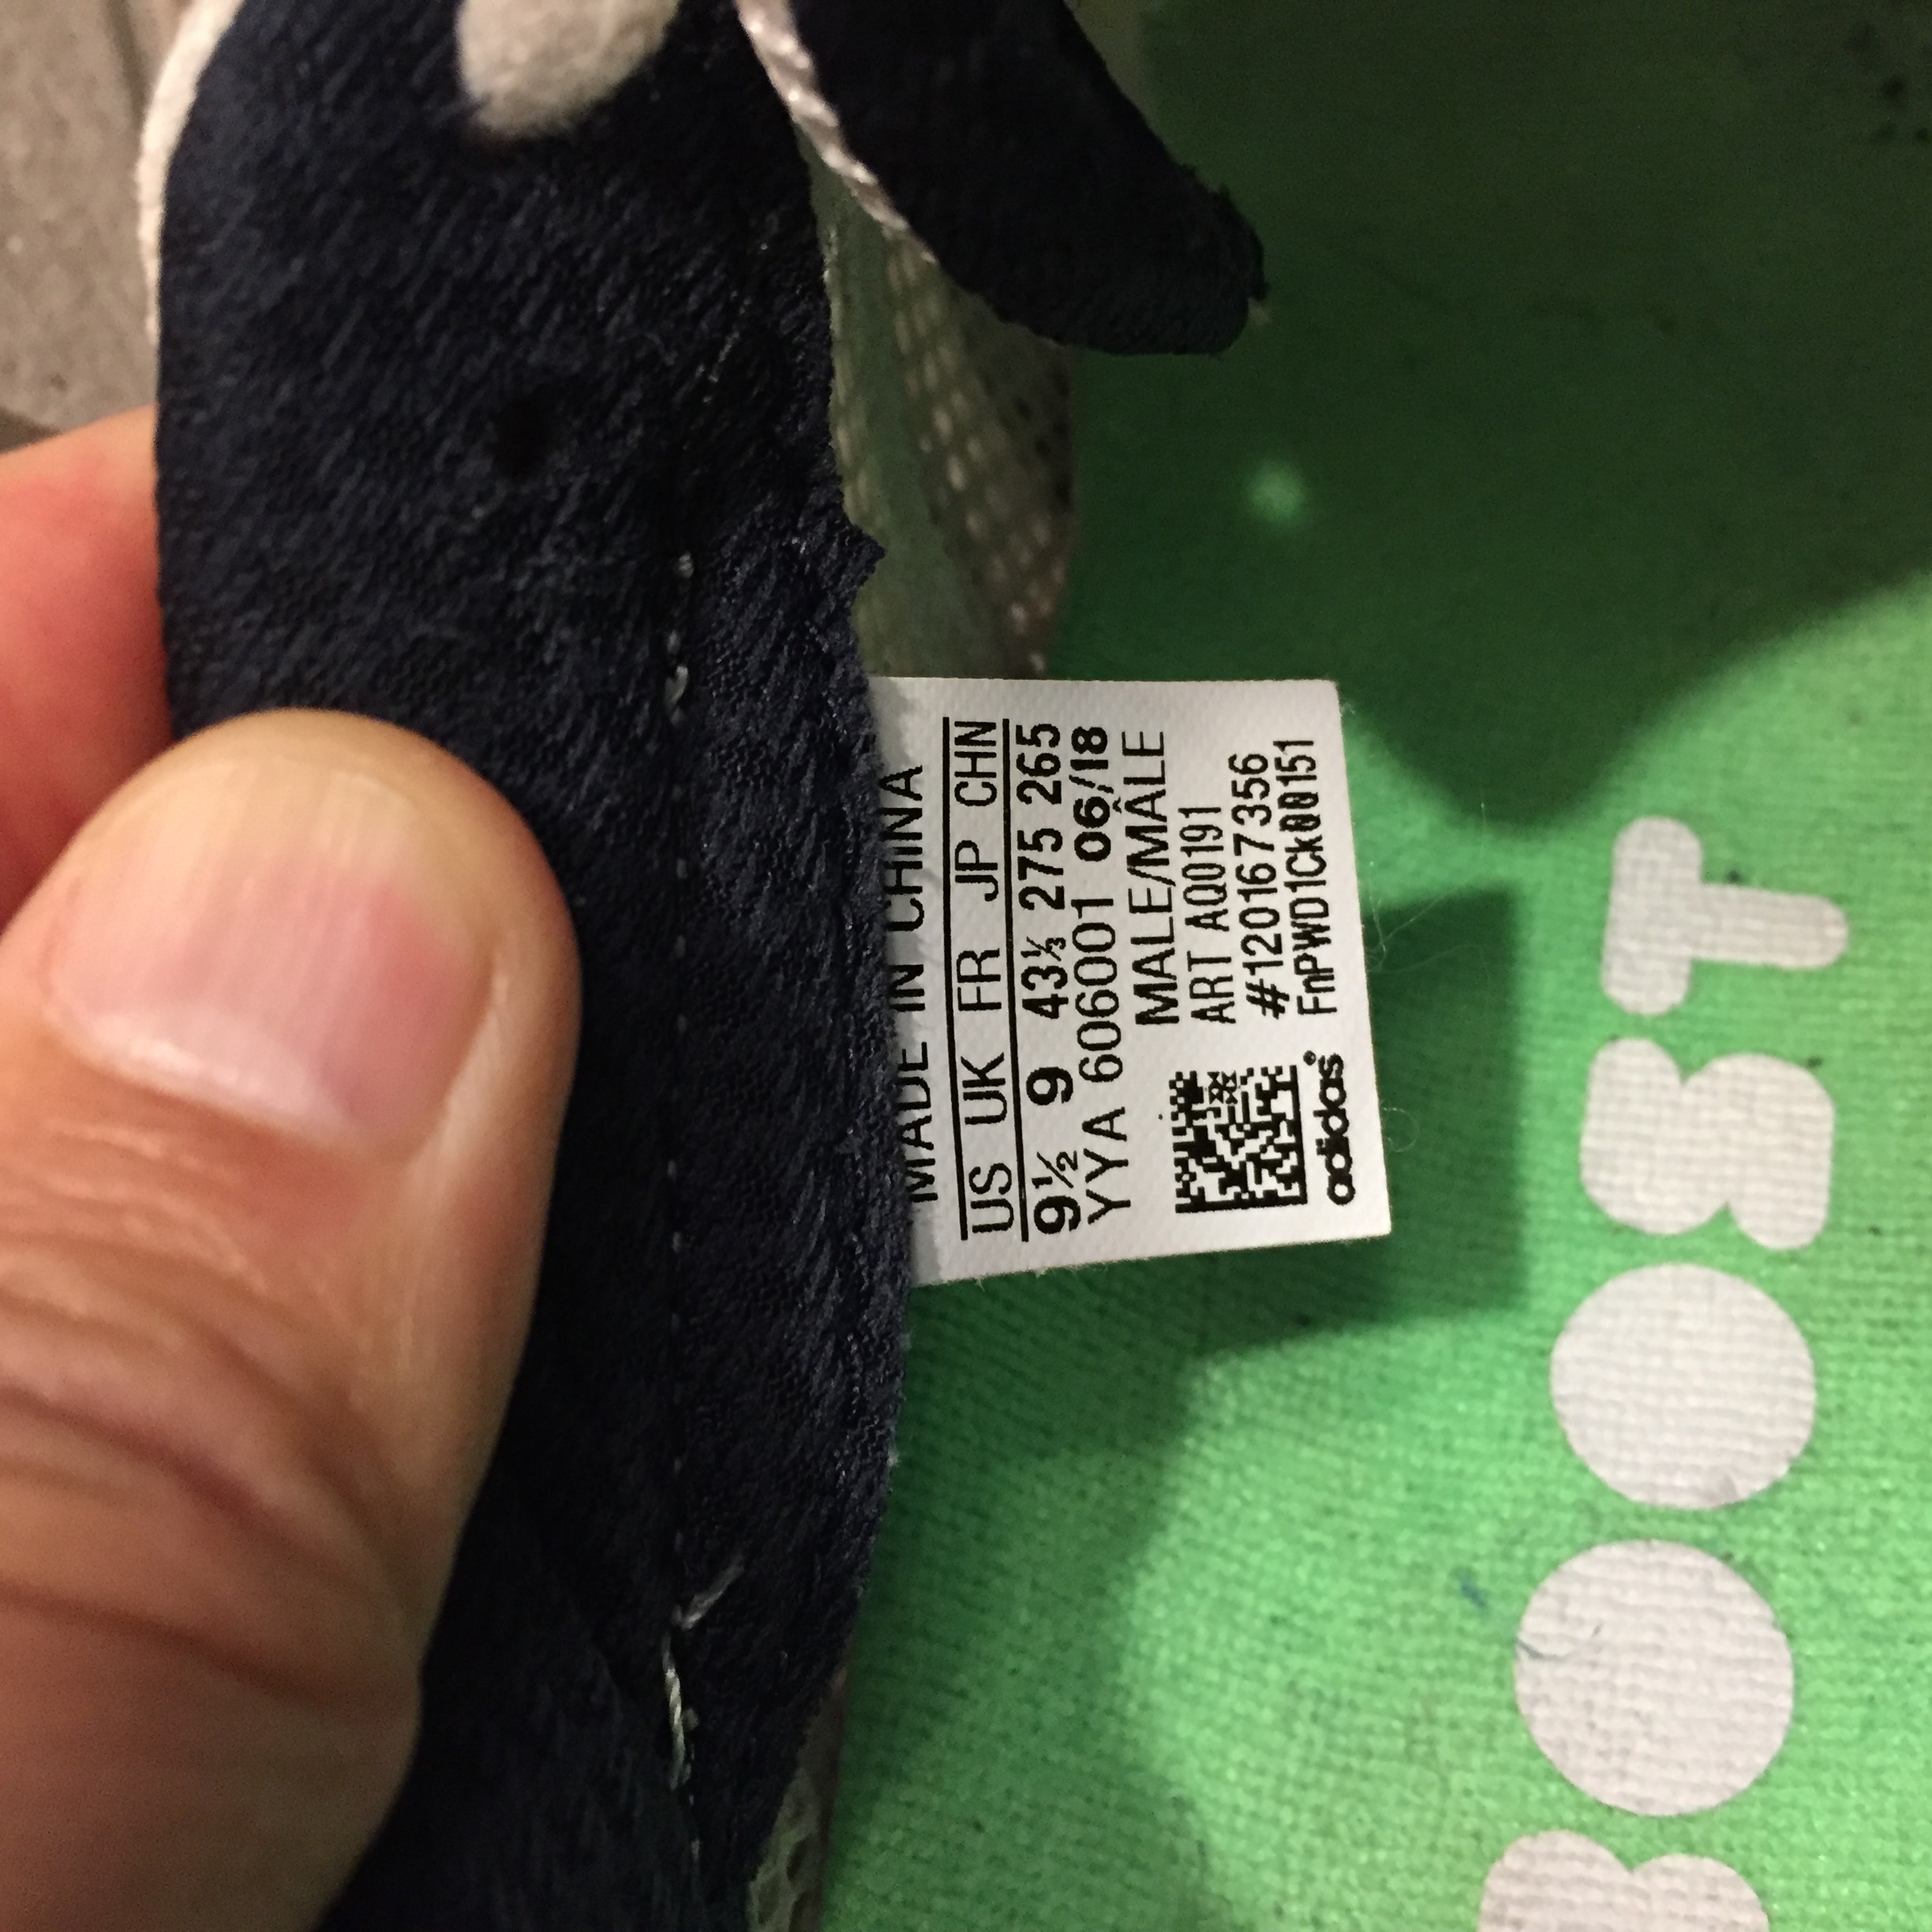 MADE IN CHINA
US UK FR JP CHN
9½ 9 43⅓ 275 265
YYA 606001 06/18
MALE/MÂLE
ART AQ0191
#120167356
FnPWD1Ck00151
adidas®
BOOST